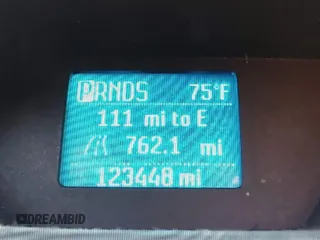 PRNDS 75°F
111 mi to E
762.1 mi
123448 mi
DREAMBID